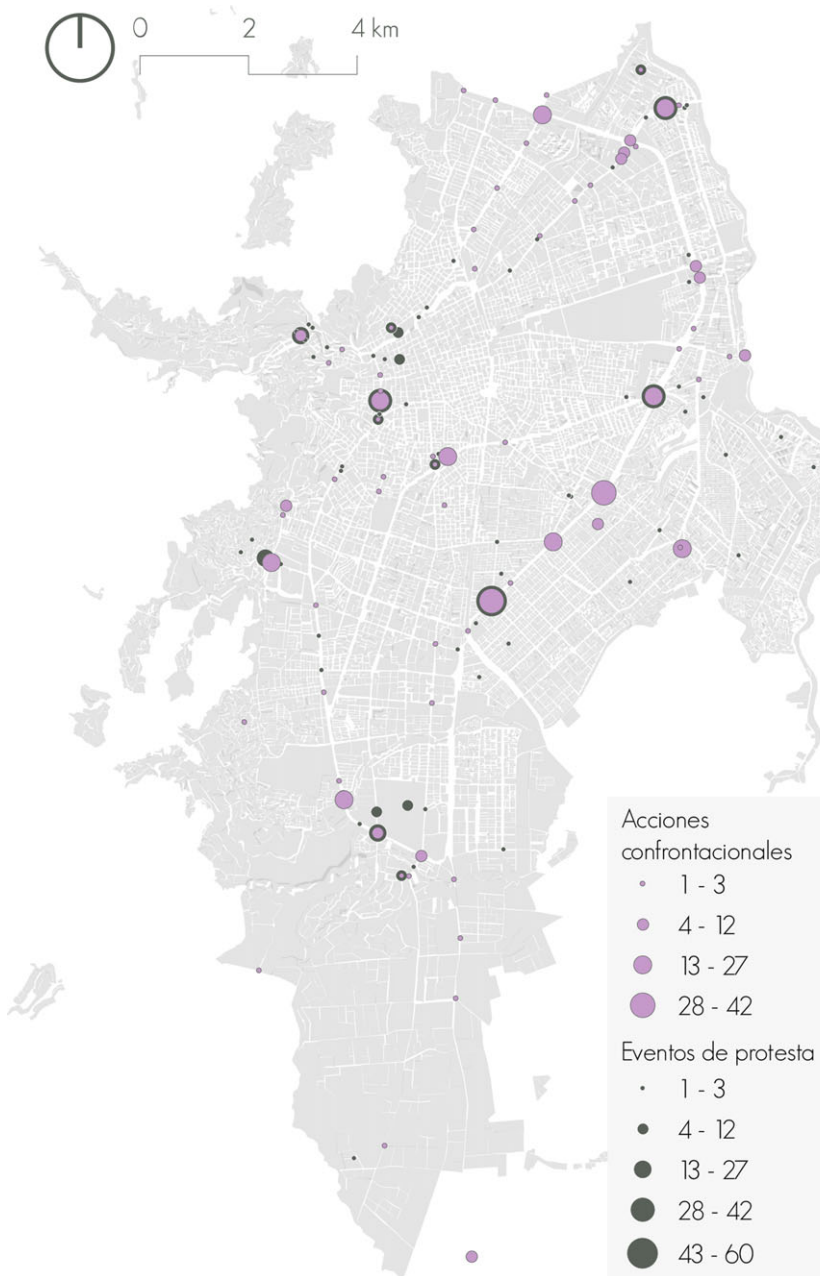 0 2 4 km
Acciones
confrontacionales
1 - 3
4 - 12
13 - 27
28 - 42
Eventos de protesta
1 - 3
4 - 12
13 - 27
28 - 42
43 - 60